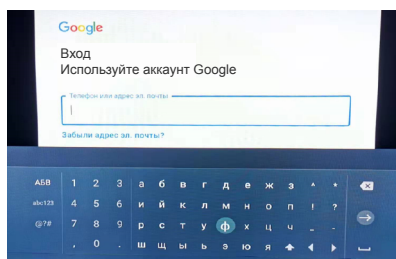 Google
Вход
Используйте аккаунт Google
Телефон или адрес эл. почты
Забыли адрес эл. почты?
АБВ 1 2 3 а б в г д е ж з ^ *
abc123 4 5 6 и й к л м н о п ! ?
@?# 7 8 9 р с т у ф х ц ч _ -
, 0 . ш щ ы ь э ю я